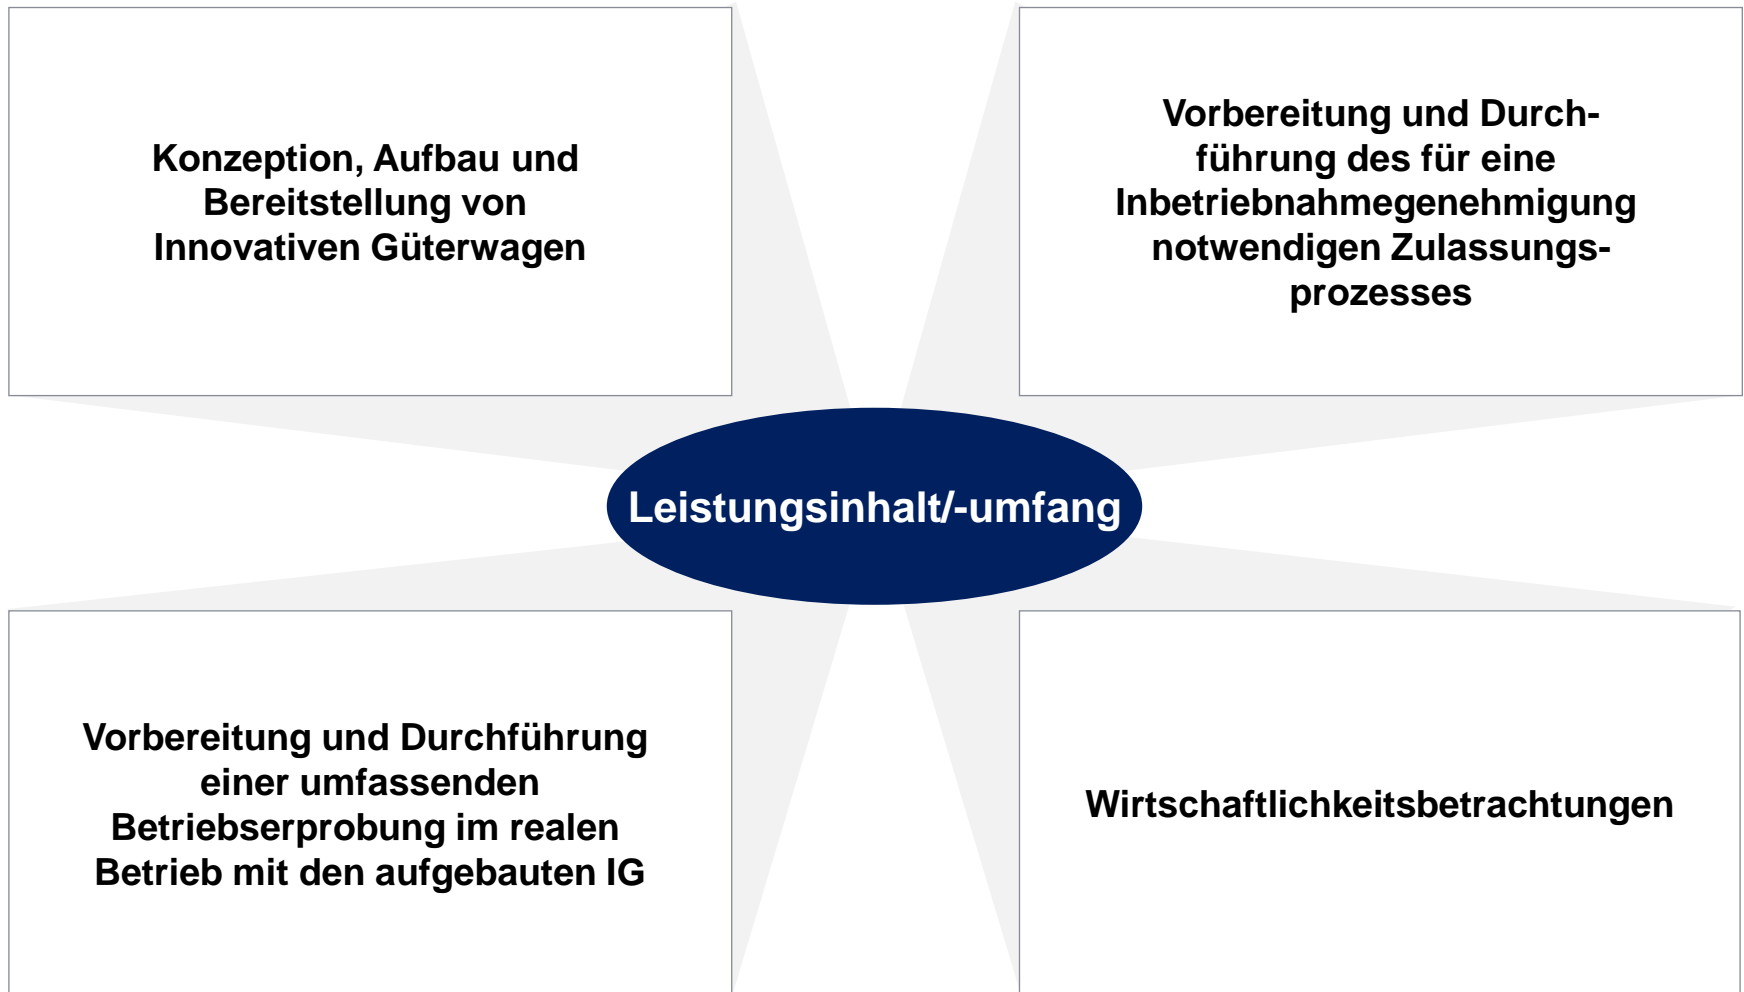 Konzeption, Aufbau und
Bereitstellung von
Innovativen Güterwagen
Vorbereitung und Durch-
führung des für eine
Inbetriebnahmegenehmigung
notwendigen Zulassungs-
prozesses
Leistungsinhalt/-umfang
Vorbereitung und Durchführung
einer umfassenden
Betriebserprobung im realen
Betrieb mit den aufgebauten IG
Wirtschaftlichkeitsbetrachtungen